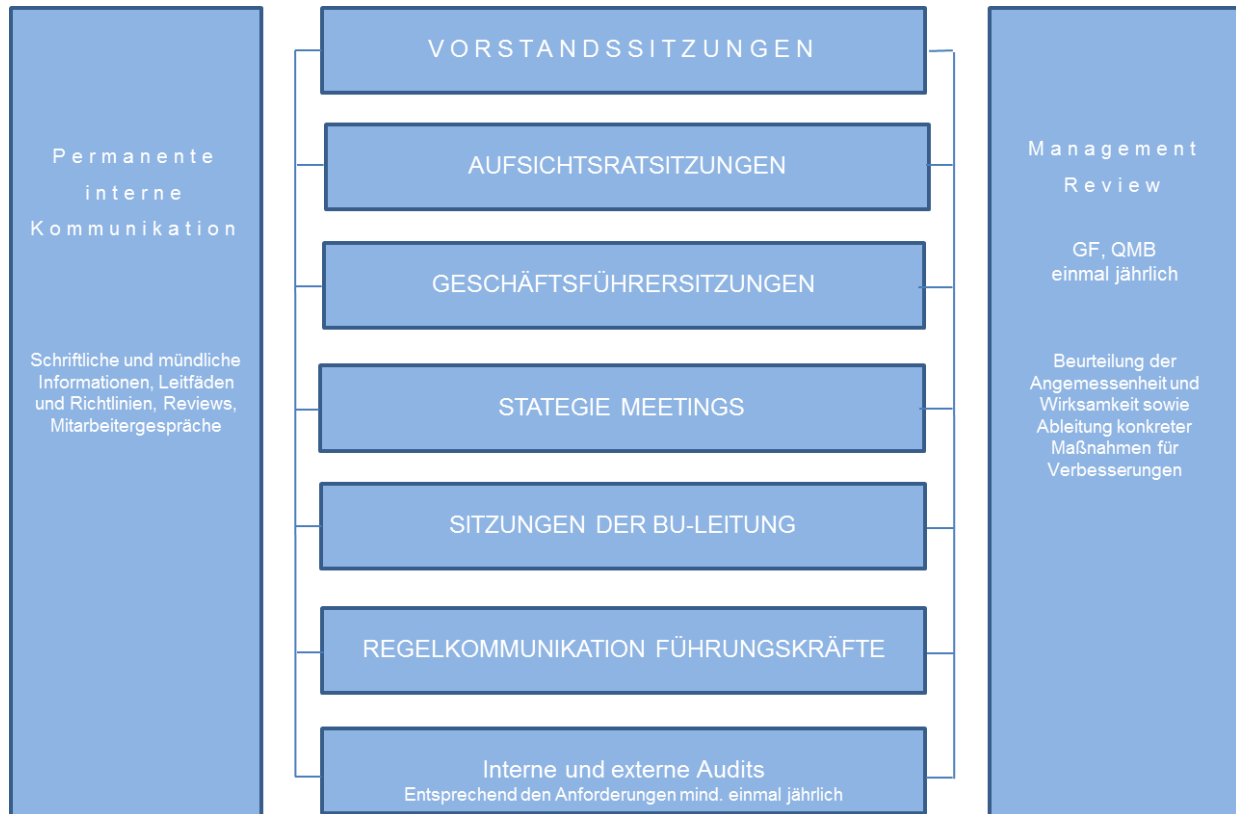 Permanente
interne
Kommunikation
Schriftliche und mündliche
Informationen, Leitfäden
und Richtlinien, Reviews,
Mitarbeitergespräche
VORSTANDSSITZUNGEN
AUFSICHTSRATSITZUNGEN
GESCHÄFTSFÜHRERSITZUNGEN
STATEGIE MEETINGS
SITZUNGEN DER BU-LEITUNG
REGELKOMMUNIKATION FÜHRUNGSKRÄFTE
Interne und externe Audits
Entsprechend den Anforderungen mind. einmal jährlich
Management
Review
GF, QMB
einmal jährlich
Beurteilung der
Angemessenheit und
Wirksamkeit sowie
Ableitung konkreter
Maßnahmen für
Verbesserungen